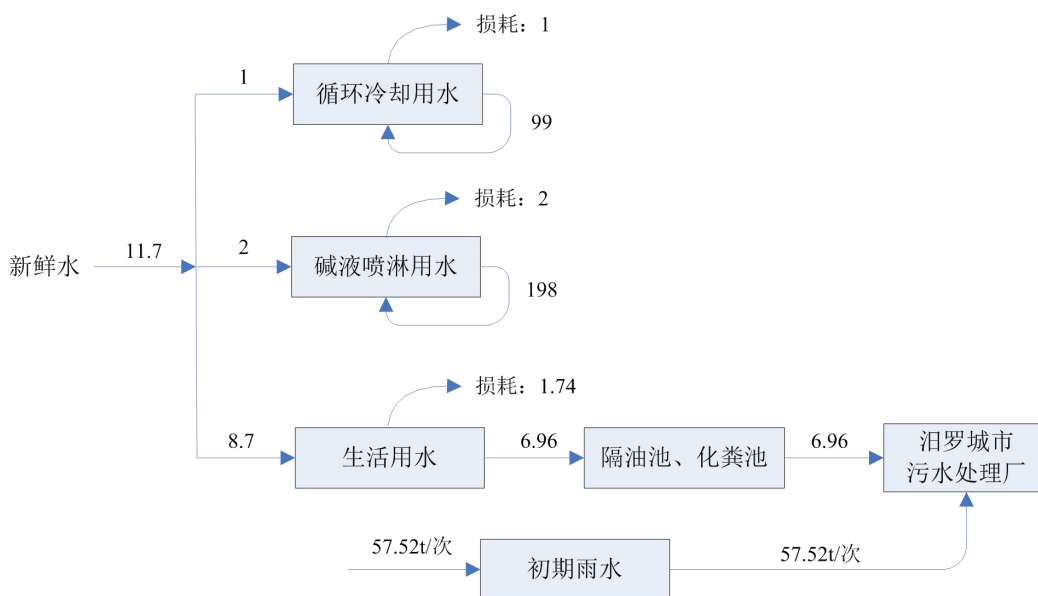 损耗：1
1
循环冷却用水
99
损耗：2
新鲜水
11.7
2
碱液喷淋用水
198
损耗：1.74
8.7
生活用水
6.96
隔油池、化粪池
6.96
汨罗城市
污水处理厂
57.52t/次
初期雨水
57.52t/次